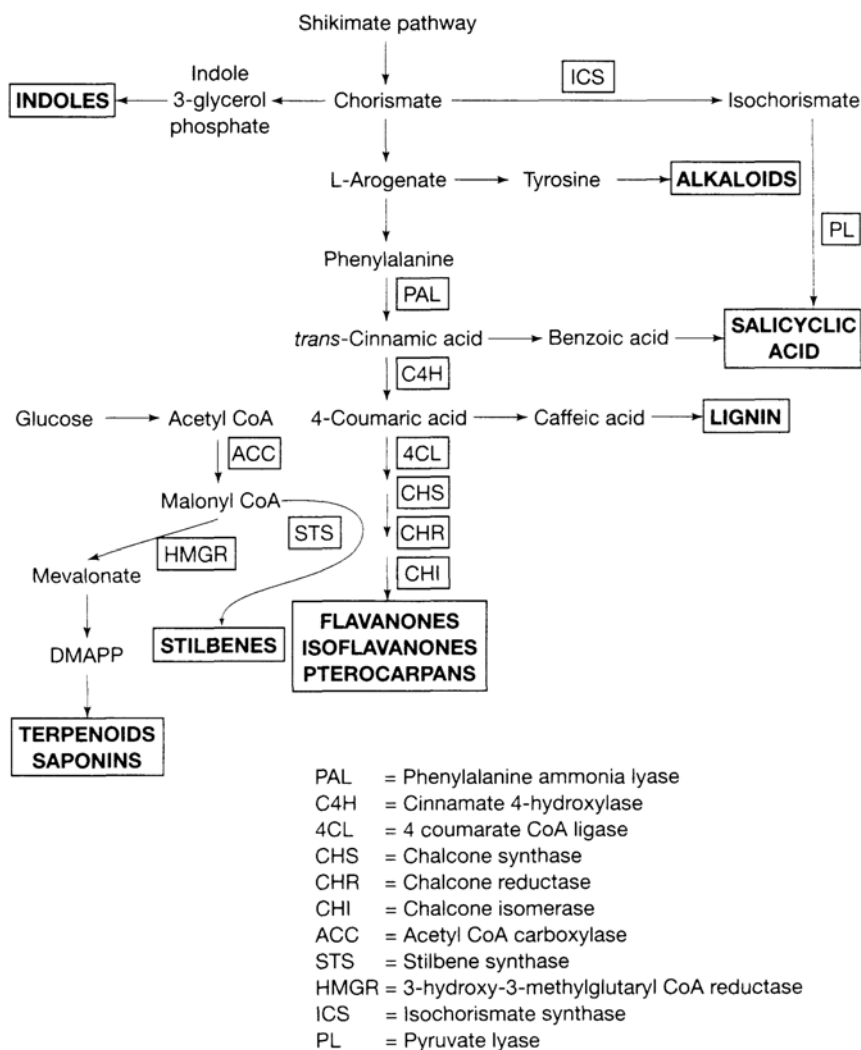 Shikimate pathway
Indole
3-glycerol
phosphate
INDOLES
Chorismate
ICS
Isochorismate
L-Arogenate
Tyrosine
ALKALOIDS
PL
Phenylalanine
PAL
trans-Cinnamic acid
Benzoic acid
SALICYCLIC
ACID
C4H
Glucose
Acetyl CoA
4-Coumaric acid
Caffeic acid
LIGNIN
ACC
4CL
Malonyl CoA
CHS
STS
CHR
HMGR
CHI
Mevalonate
FLAVANONES
ISOFLAVANONES
PTEROCARPANS
STILBENES
DMAPP
TERPENOIDS
SAPONINS
PAL = Phenylalanine ammonia lyase
C4H = Cinnamate 4-hydroxylase
4CL = 4 coumarate CoA ligase
CHS = Chalcone synthase
CHR = Chalcone reductase
CHI = Chalcone isomerase
ACC = Acetyl CoA carboxylase
STS = Stilbene synthase
HMGR = 3-hydroxy-3-methylglutaryl CoA reductase
ICS = Isochorismate synthase
PL = Pyruvate lyase